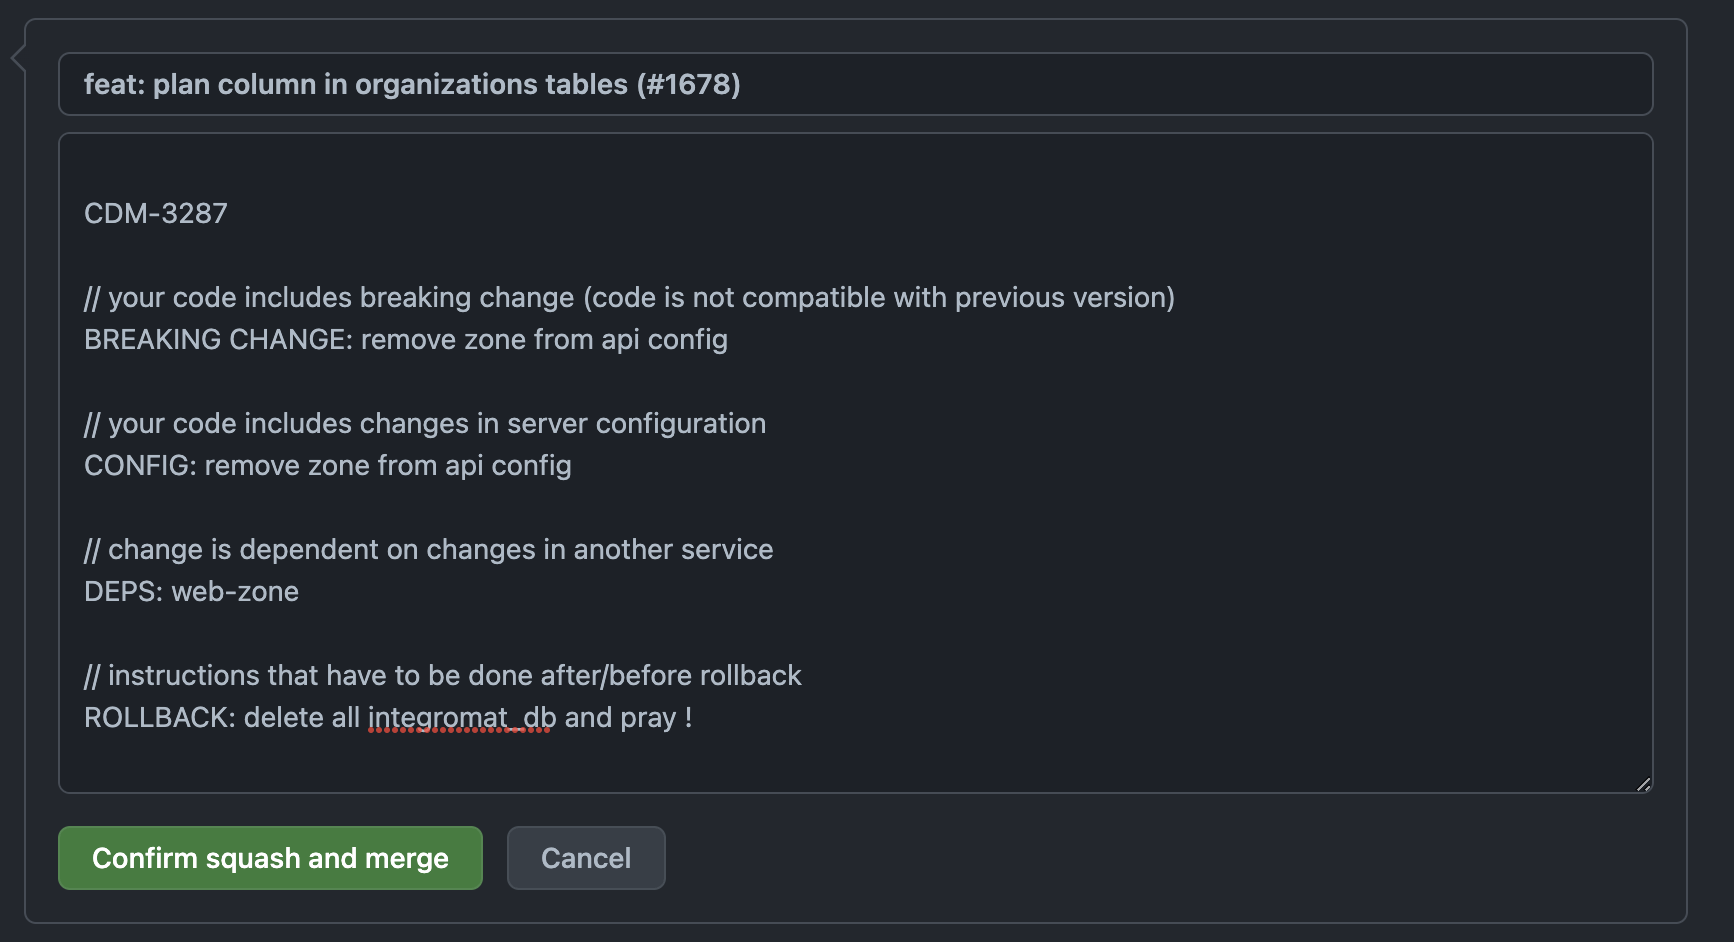 feat: plan column in organizations tables (#1678)
CDM-3287
// your code includes breaking change (code is not compatible with previous version)
BREAKING CHANGE: remove zone from api config
// your code includes changes in server configuration
CONFIG: remove zone from api config
// change is dependent on changes in another service
DEPS: web-zone
// instructions that have to be done after/before rollback
ROLLBACK: delete all integromat_db and pray !
Confirm squash and merge
Cancel